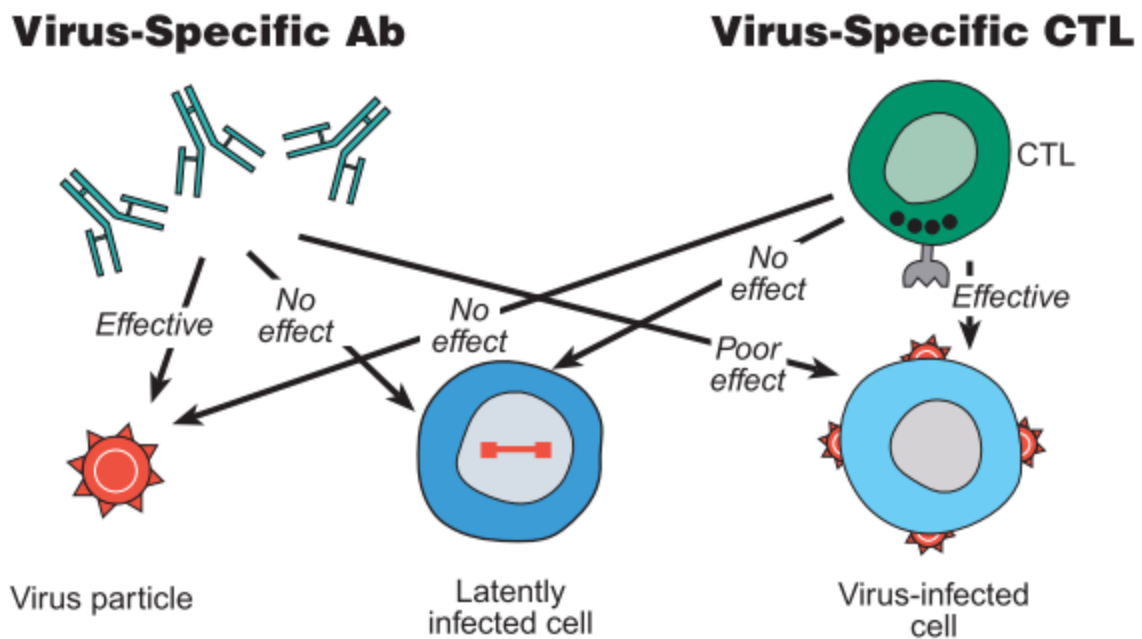 Virus-Specific Ab
Virus-Specific CTL
CTL
Effective
No
effect
No
effect
No
effect
Poor
effect
Effective
Virus particle
Latently
infected cell
Virus-infected
cell